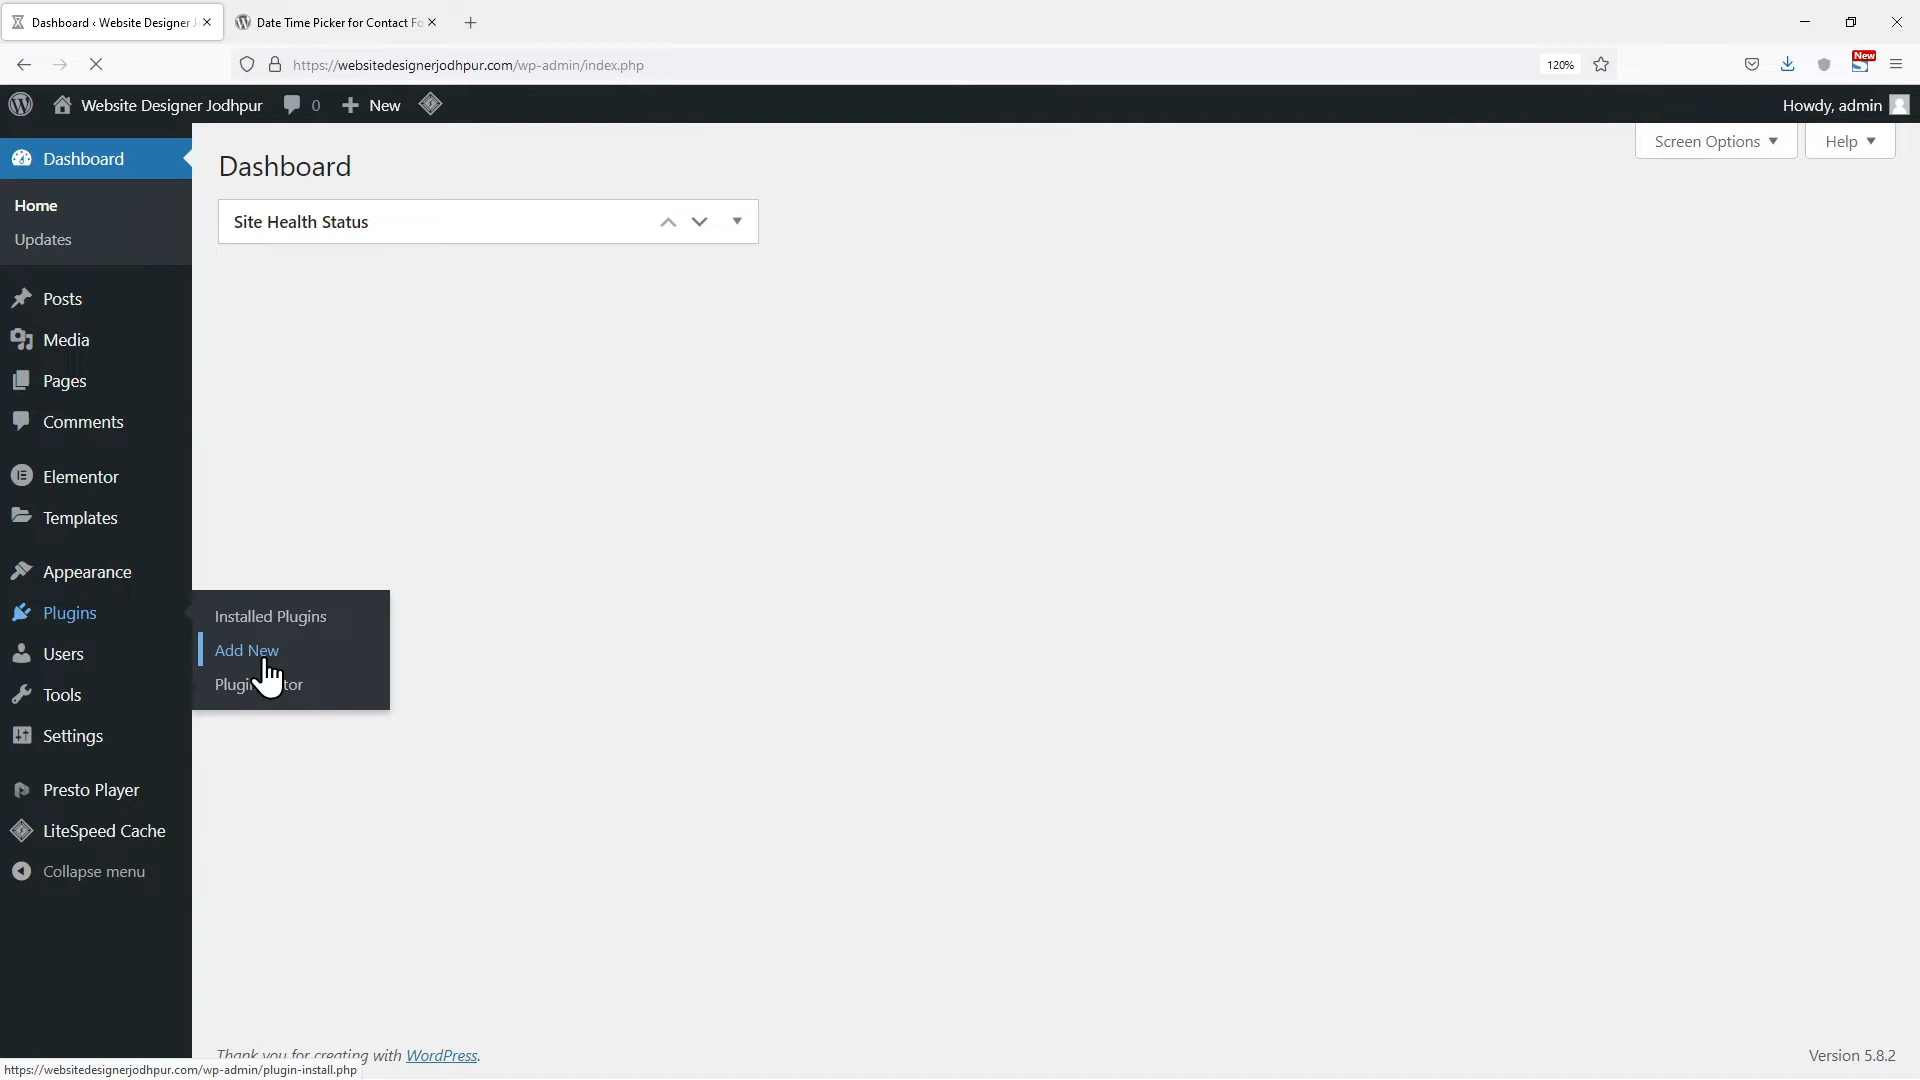 Dashboard ‹ Website Designer J
Date Time Picker for Contact Fo
https://websitedesignerjodhpur.com/wp-admin/index.php
120%
New
Website Designer Jodhpur
0
New
Howdy, admin
Dashboard
Home
Updates
Posts
Media
Pages
Comments
Elementor
Templates
Appearance
Plugins
Users
Tools
Settings
Presto Player
LiteSpeed Cache
Collapse menu
Screen Options
Help
Dashboard
Site Health Status
Installed Plugins
Add New
Thank you for creating with WordPress.
Version 5.8.2
https://websitedesignerjodhpur.com/wp-admin/plugin-install.php